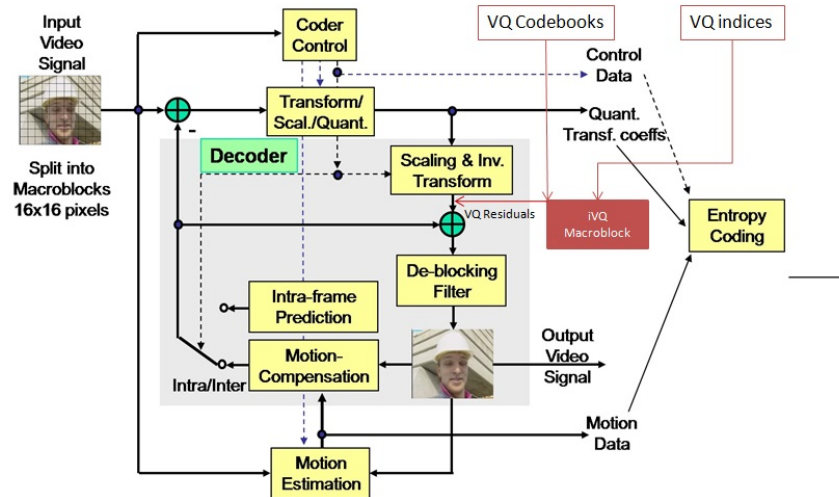 Input
Video
Signal
Coder
Control
VQ Codebooks
VQ indices
Control
Data
Transform/
Scal./Quant.
Quant.
Transf. coeffs
-
Decoder
Split into
Macroblocks
16x16 pixels
Scaling & Inv.
Transform
VQ Residuals
iVQ
Macroblock
Entropy
Coding
De-blocking
Filter
Intra-frame
Prediction
Output
Video
Signal
Motion-
Compensation
Intra/Inter
Motion
Data
Motion
Estimation